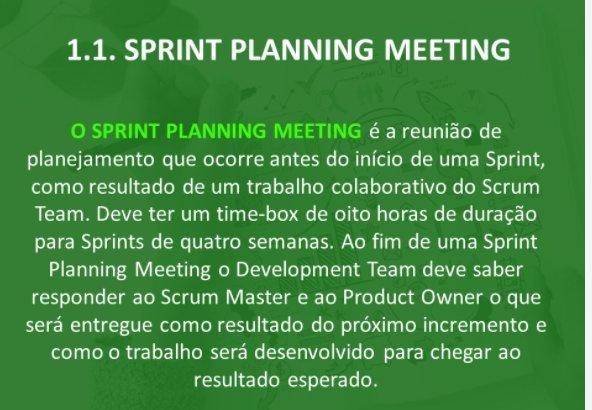 1.1. SPRINT PLANNING MEETING
O SPRINT PLANNING MEETING é a reunião de
planejamento que ocorre antes do início de uma Sprint,
como resultado de um trabalho colaborativo do Scrum
Team. Deve ter um time-box de oito horas de duração
para Sprints de quatro semanas. Ao fim de uma Sprint
Planning Meeting o Development Team deve saber
responder ao Scrum Master e ao Product Owner o que
será entregue como resultado do próximo incremento e
como o trabalho será desenvolvido para chegar ao
resultado esperado.